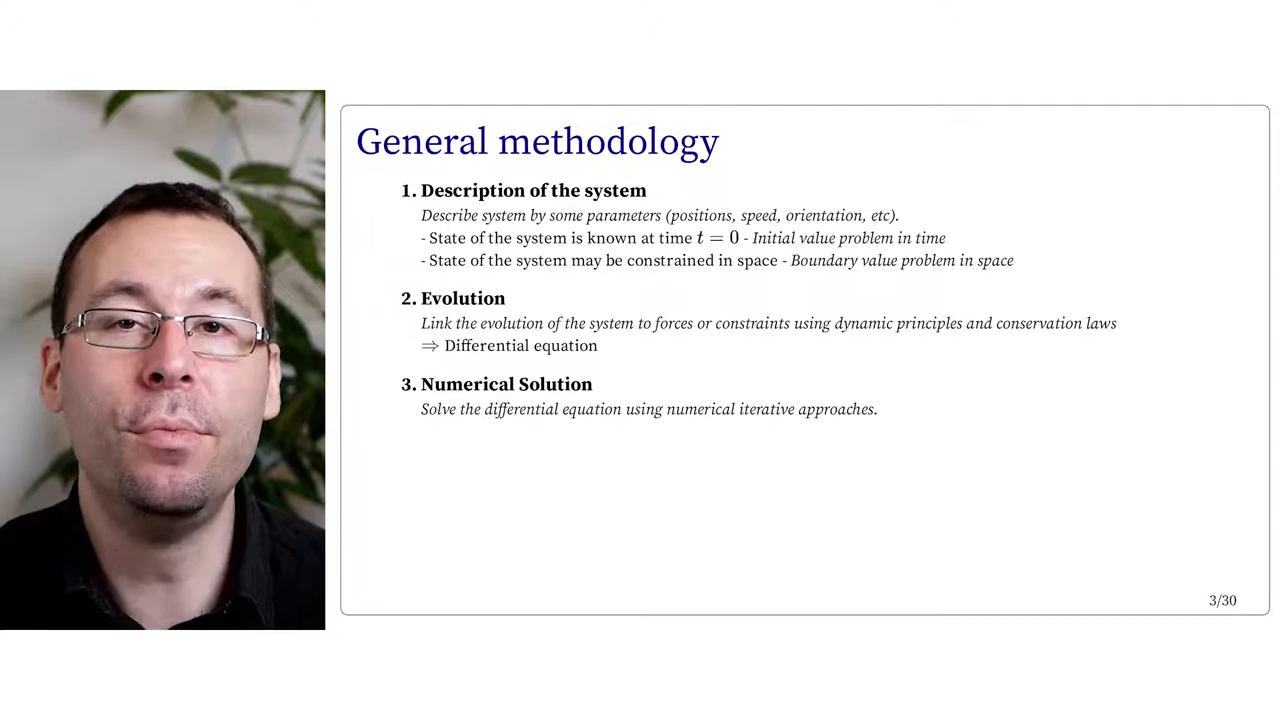 General methodology
1. Description of the system
Describe system by some parameters (positions, speed, orientation, etc).
- State of the system is known at time t = 0 - Initial value problem in time
- State of the system may be constrained in space - Boundary value problem in space
2. Evolution
Link the evolution of the system to forces or constraints using dynamic principles and conservation laws
⇒ Differential equation
3. Numerical Solution
Solve the differential equation using numerical iterative approaches.
3/30